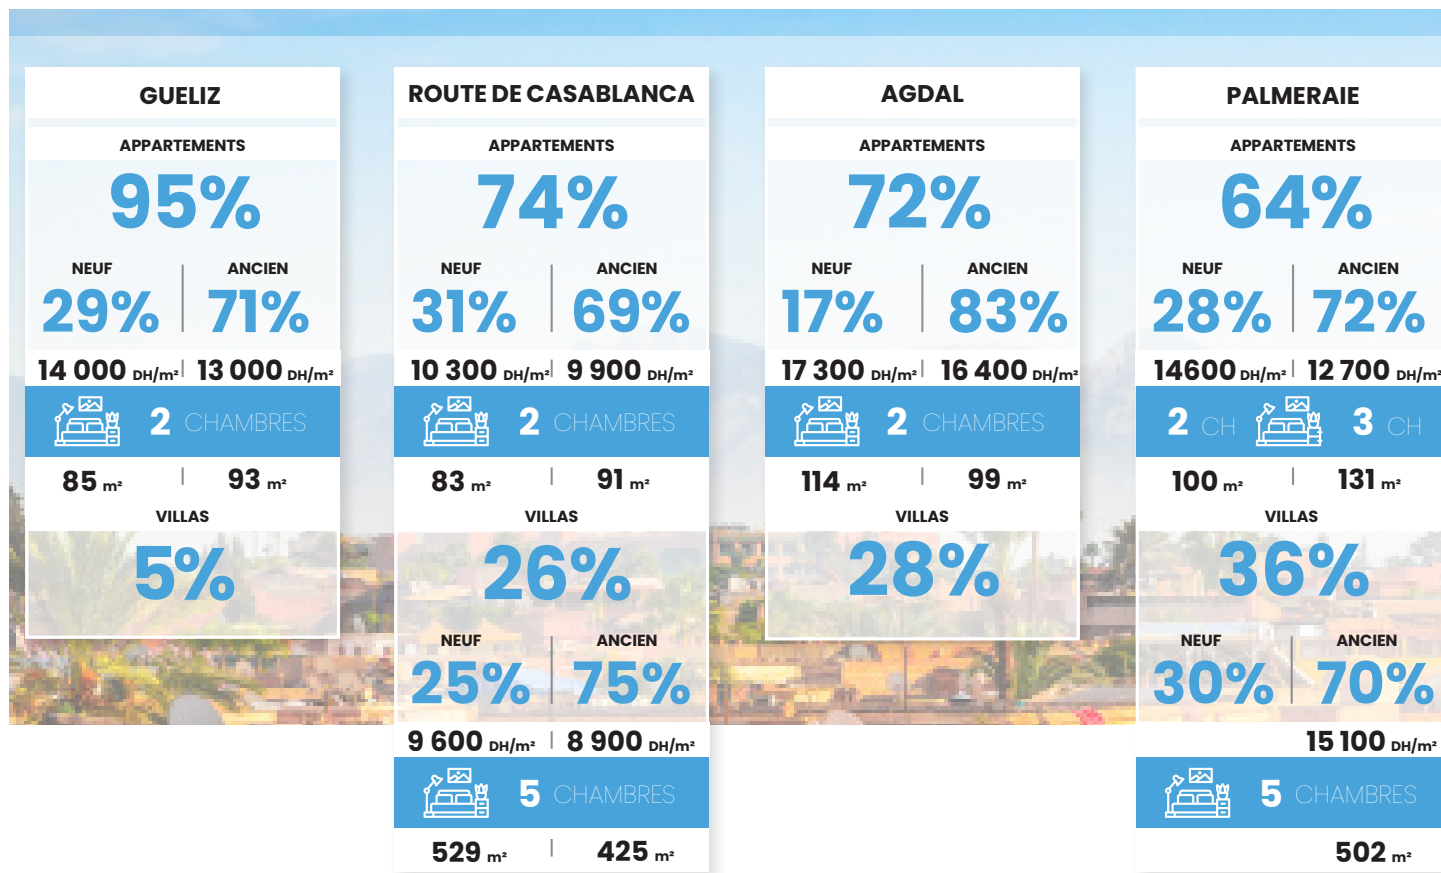 GUELIZ
APPARTEMENTS
95%
NEUF ANCIEN
29% 71%
14 000 DH/m² 13 000 DH/m²
2 CHAMBRES
85 m² 93 m²
VILLAS
5%
ROUTE DE CASABLANCA
APPARTEMENTS
74%
NEUF ANCIEN
31% 69%
10 300 DH/m² 9 900 DH/m²
2 CHAMBRES
83 m² 91 m²
VILLAS
26%
NEUF ANCIEN
25% 75%
9 600 DH/m² 8 900 DH/m²
5 CHAMBRES
529 m² 425 m²
AGDAL
APPARTEMENTS
72%
NEUF ANCIEN
17% 83%
17 300 DH/m² 16 400 DH/m²
2 CHAMBRES
114 m² 99 m²
VILLAS
28%
PALMERAIE
APPARTEMENTS
64%
NEUF ANCIEN
28% 72%
14600 DH/m² 12 700 DH/m²
2 CH 3 CH
100 m² 131 m²
VILLAS
36%
NEUF ANCIEN
30% 70%
15 100 DH/m²
5 CHAMBRES
502 m²